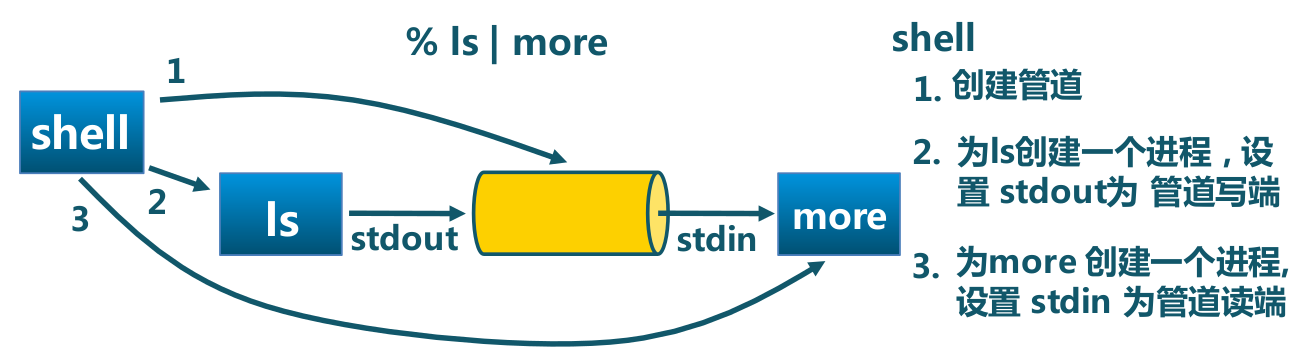 % ls | more
1
shell
2
3
ls
stdout
stdin
more
shell
1. 创建管道
2. 为ls创建一个进程，设
置 stdout为 管道写端
3. 为more 创建一个进程,
设置 stdin 为管道读端